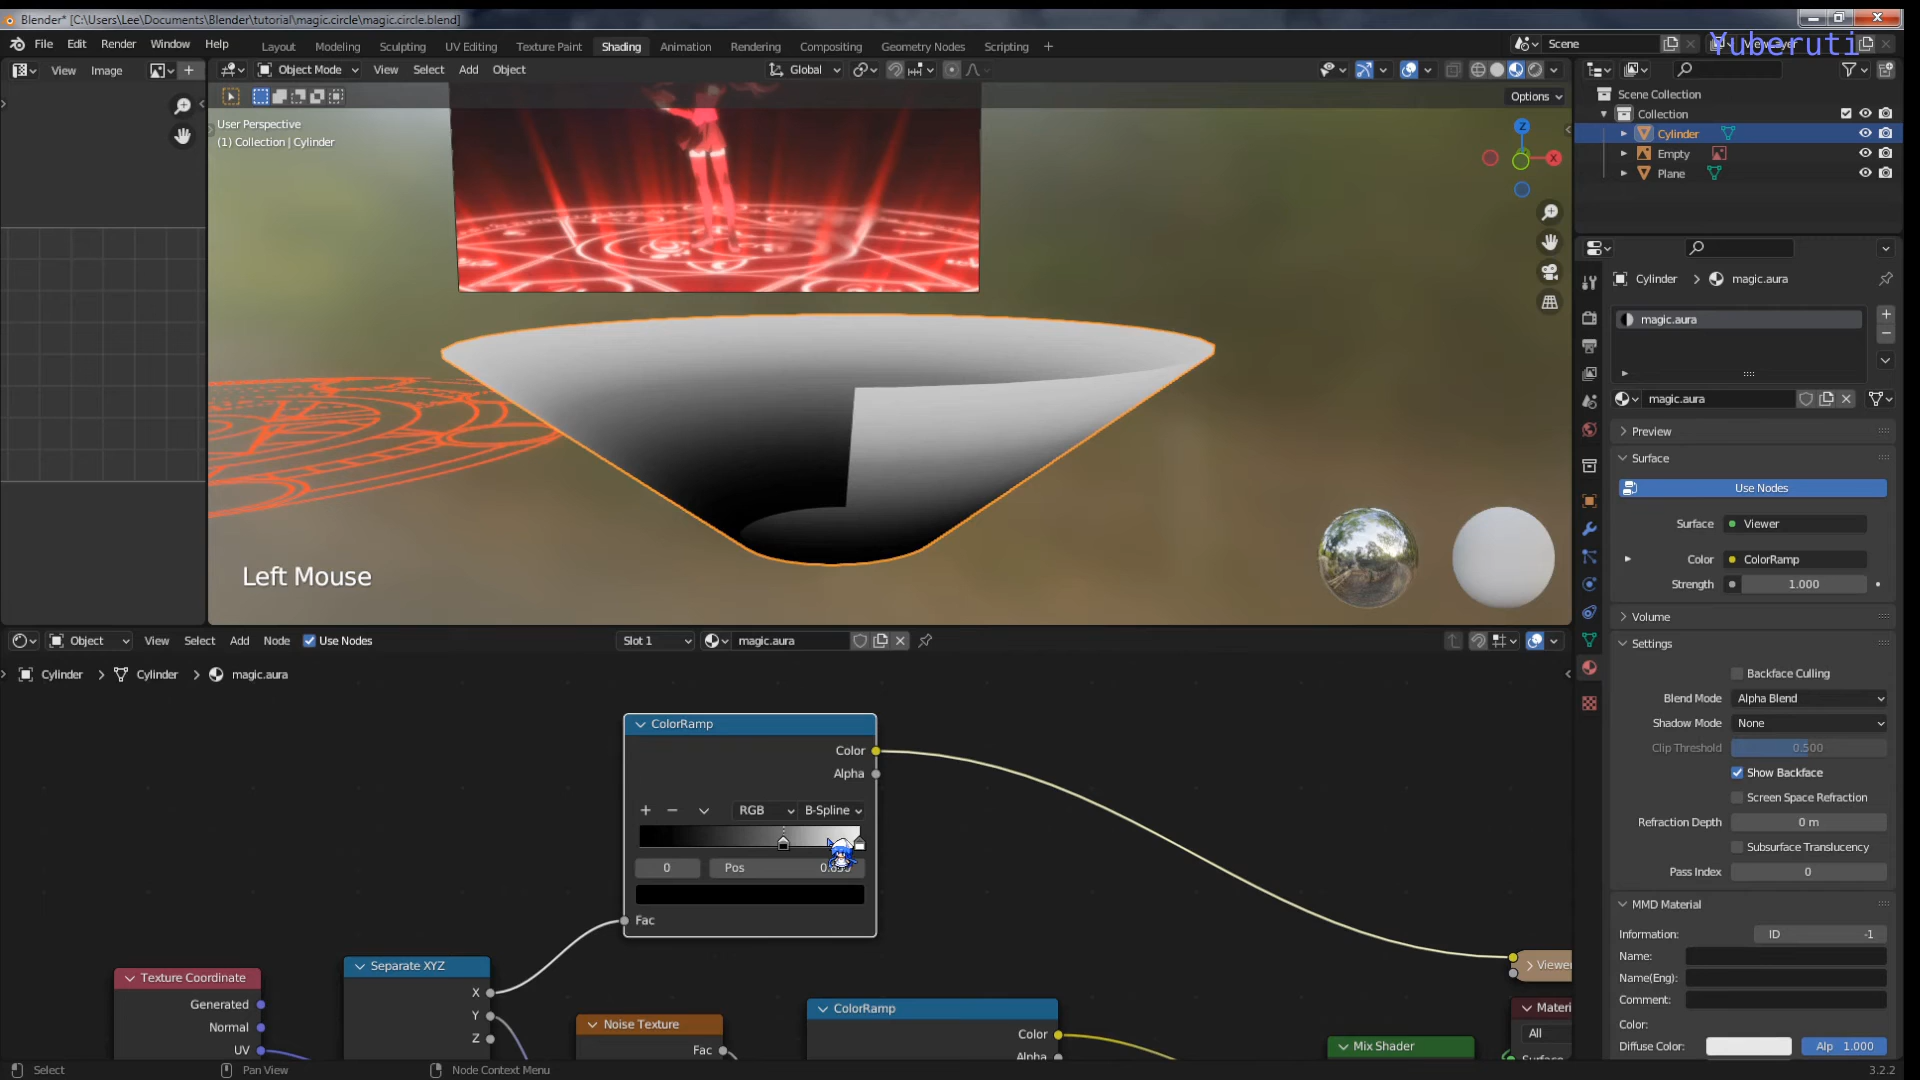 Blender* [C:\Users\Lee\Documents\Blender\tutorial\magic.circle\magic.circle.blend]
File Edit Render Window Help
Layout Modeling Sculpting UV Editing Texture Paint Shading Animation Rendering Compositing Geometry Nodes Scripting +
Scene
Yuberuti
View Image
Object Mode View Select Add Object
Global
Options
User Perspective
(1) Collection | Cylinder
Z
X
Left Mouse
Scene Collection
Collection
Cylinder
Empty
Plane
Cylinder > magic.aura
magic.aura
magic.aura
Preview
Surface
Use Nodes
Surface Viewer
Color ColorRamp
Strength 1.000
Volume
Settings
Backface Culling
Blend Mode Alpha Blend
Shadow Mode None
Clip Threshold 0.500
Show Backface
Screen Space Refraction
Refraction Depth 0 m
Subsurface Translucency
Pass Index 0
MMD Material
Information: ID -1
Name:
Name(Eng):
Comment:
Color:
Diffuse Color: Alp 1.000
Object View Select Add Node Use Nodes
Slot 1 magic.aura
Cylinder > Cylinder > magic.aura
ColorRamp
Color
Alpha
RGB B-Spline
0 Pos
Fac
Texture Coordinate
Generated
Normal
UV
Separate XYZ
X
Y
Z
Noise Texture
Fac
ColorRamp
Color
Alpha
Viewer
Materi
All
Surface
Mix Shader
Select Pan View Node Context Menu
3.2.2